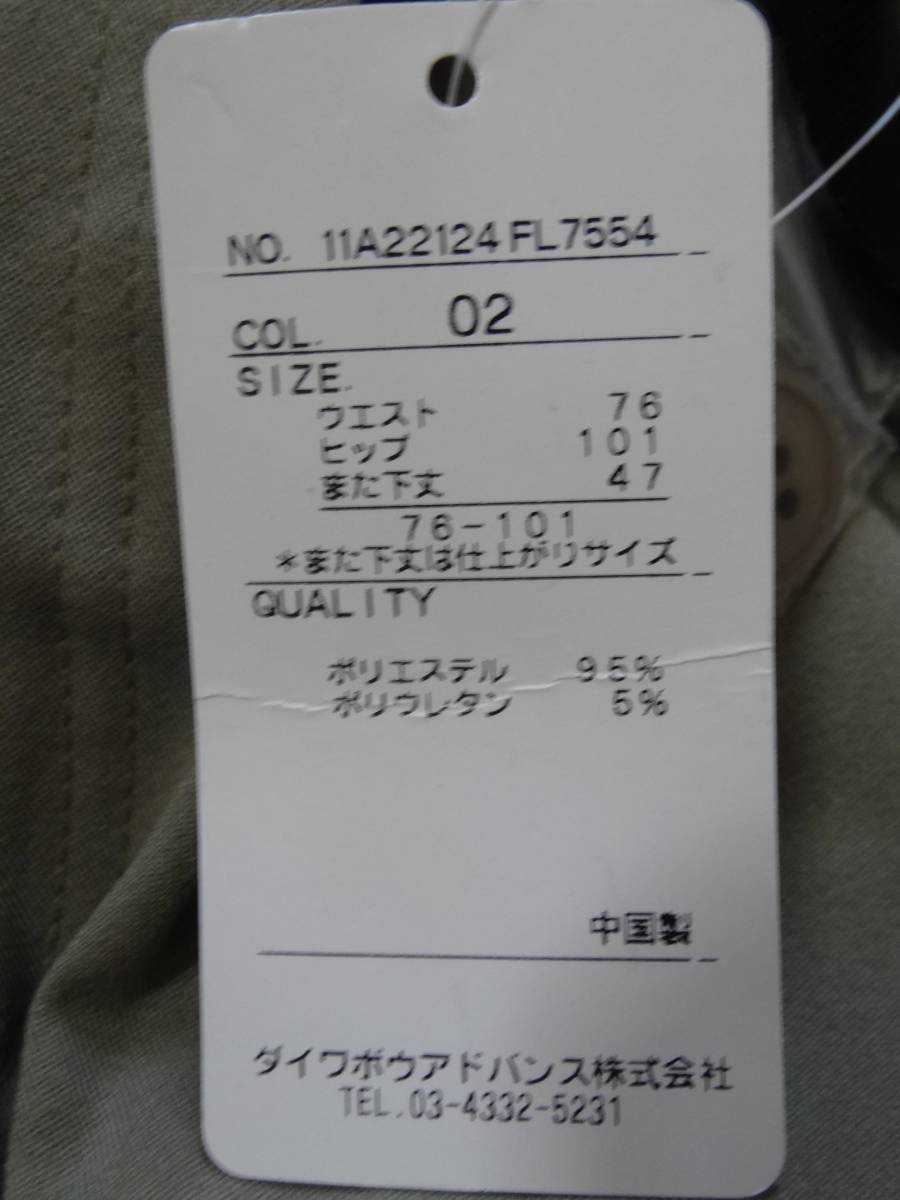 NO. 11A22124 FL7554
COL. 02
SIZE.
ウエスト 76
ヒップ 101
また下丈 47
76-101
*また下丈は仕上がりサイズ
QUALITY
ポリエステル 95%
ポリウレタン 5%
中国製
ダイワボウアドバンス株式会社
TEL.03-4332-5231